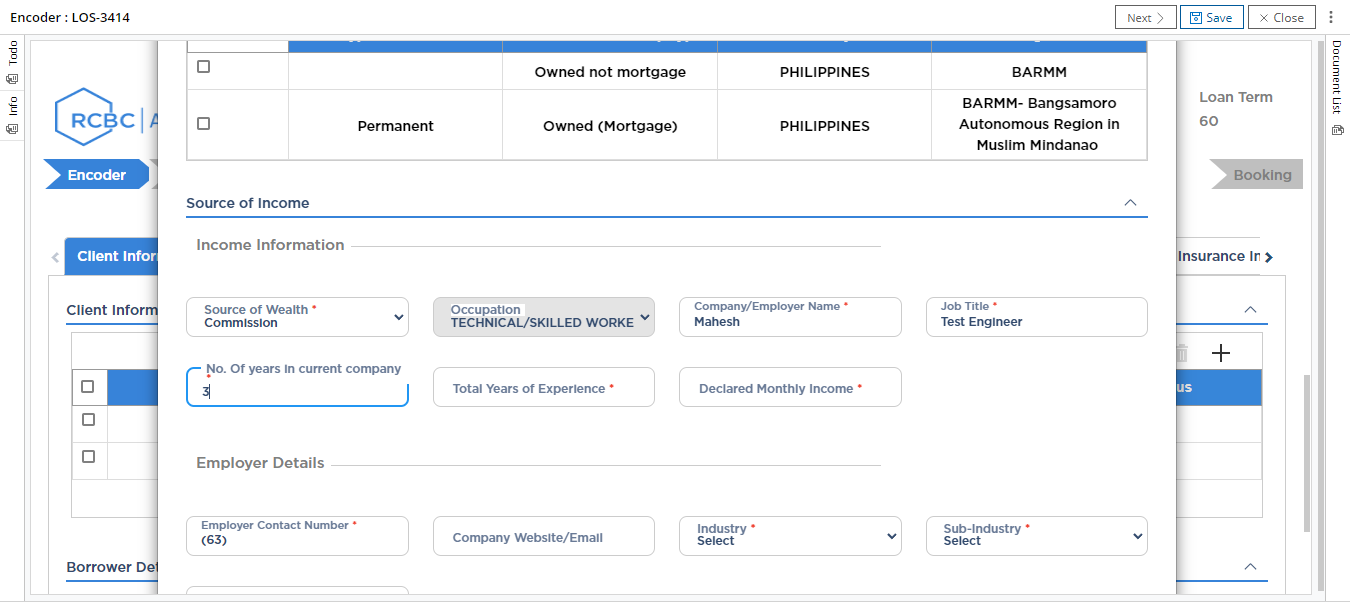 Encoder : LOS-3414
Next
Save
Close
Todo
Info
Document List
RCBC
Loan Term
60
Encoder
Booking
Owned not mortgage PHILIPPINES BARMM
Permanent Owned (Mortgage) PHILIPPINES BARMM- Bangsamoro
Autonomous Region in
Muslim Mindanao
Source of Income
Income Information
Client Infor
Insurance In
Client Inform
Source of Wealth *
Commission
Occupation
TECHNICAL/SKILLED WORKE
Company/Employer Name *
Mahesh
Job Title *
Test Engineer
No. Of years in current company
*
3
Total Years of Experience *
Declared Monthly Income *
us
Employer Details
Employer Contact Number *
(63)
Company Website/Email
Industry *
Select
Sub-Industry *
Select
Borrower Det